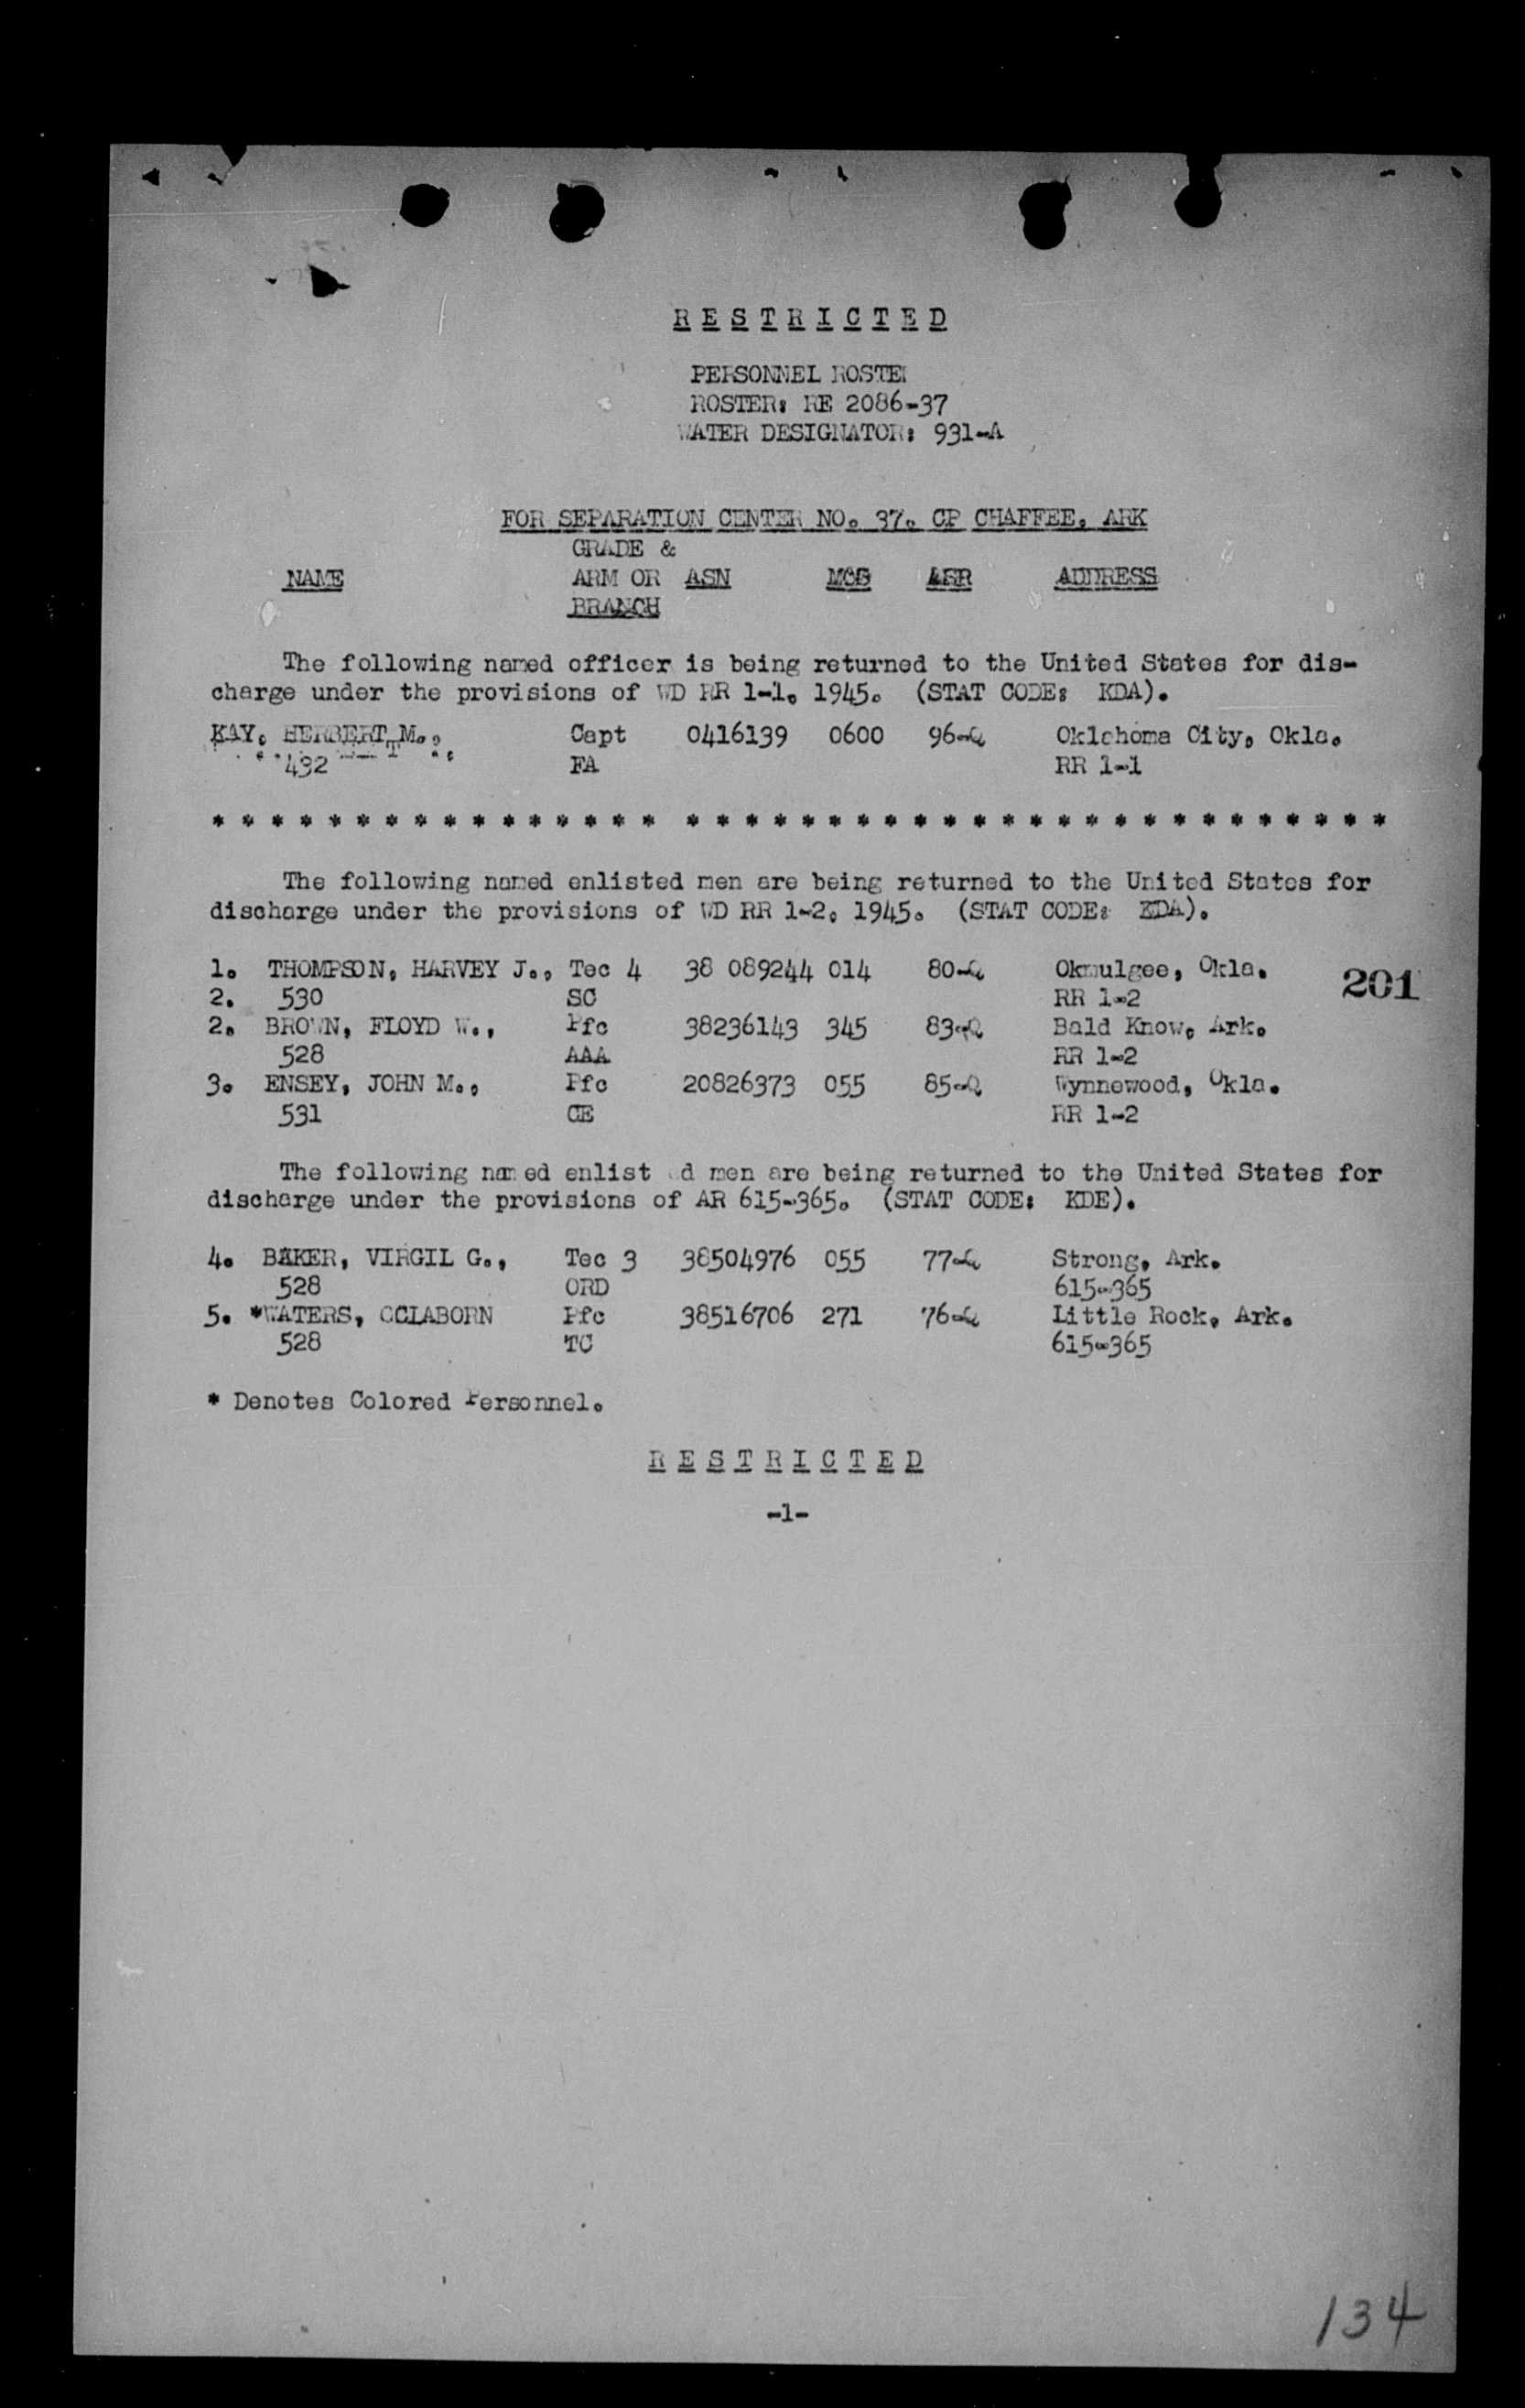 RESTRICTED
PERSONNEL ROSTER
ROSTER: RE 2086-37
WATER DESIGNATOR: 931-A
FOR SEPARATION CENTER NO. 37. CP CHAFFEE, ARK
GRADE &
NAME ARM OR ASN MOS ASR ADDRESS
BRANCH
The following named officer is being returned to the United States for dis-
charge under the provisions of WD RR 1-1, 1945. (STAT CODE: KDA).
KAY, HERBERT M., Capt 0416139 0600 96- Oklahoma City, Okla.
432 FA RR 1-1
* * * * * * * * * * * * * * * * * * * * * * * * * * * * * * * * * * * * * * * * *
The following named enlisted men are being returned to the United States for
discharge under the provisions of WD RR 1-2, 1945. (STAT CODE: KDA).
1. THOMPSON, HARVEY J., Tec 4 38 089244 014 80- Okmulgee, Okla. 201
2. 530 SC RR 1-2
2. BROWN, FLOYD W., Pfc 38236143 345 83- Bald Know, Ark.
528 AAA RR 1-2
3. ENSEY, JOHN M., Pfc 20826373 055 85- Wynnewood, Okla.
531 CE RR 1-2
The following named enlist d men are being returned to the United States for
discharge under the provisions of AR 615-365. (STAT CODE: KDE).
4. BAKER, VIRGIL G., Tec 3 38504976 055 77- Strong, Ark.
528 ORD 615-365
5. *WATERS, OCLABORN Pfc 38516706 271 76- Little Rock, Ark.
528 TC 615-365
* Denotes Colored Personnel.
RESTRICTED
-1-
134